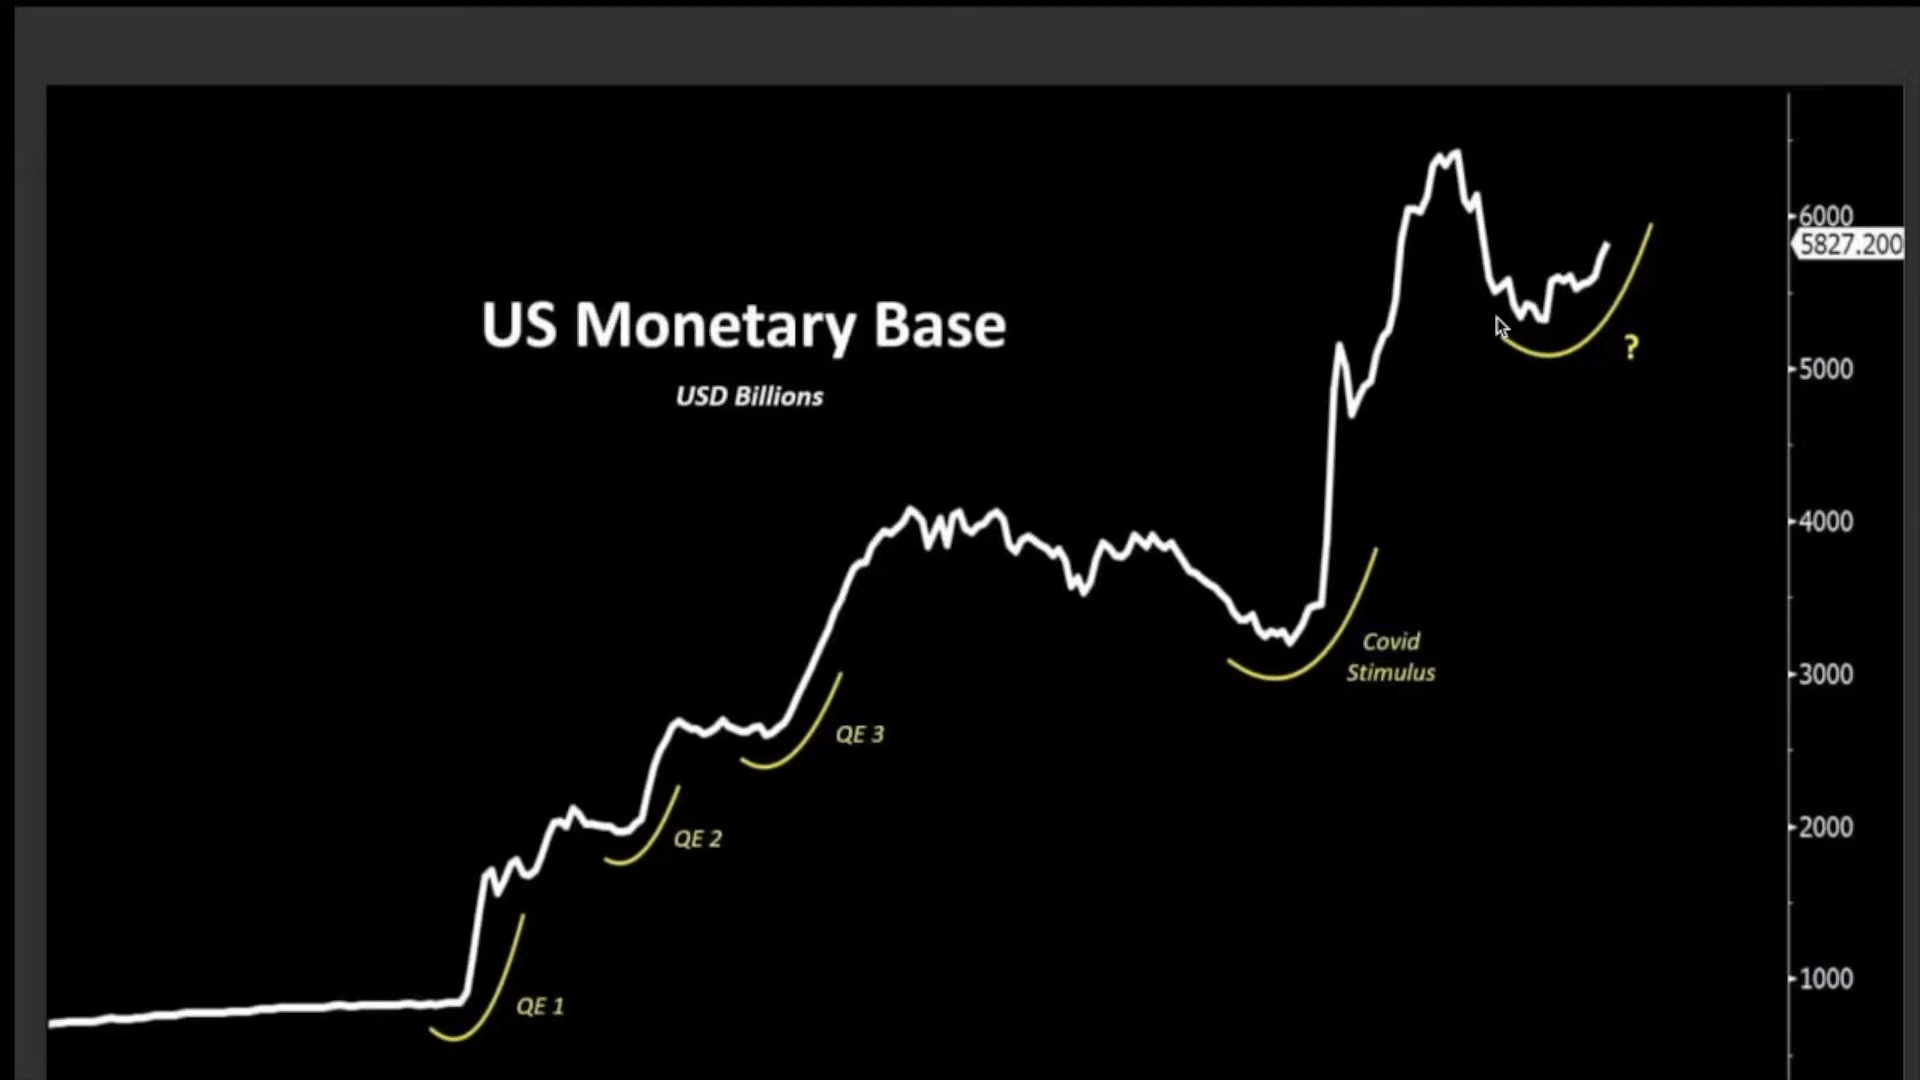 US Monetary Base
USD Billions
6000
5827.200
?
5000
4000
Covid
Stimulus
3000
QE 3
QE 2
2000
QE 1
1000